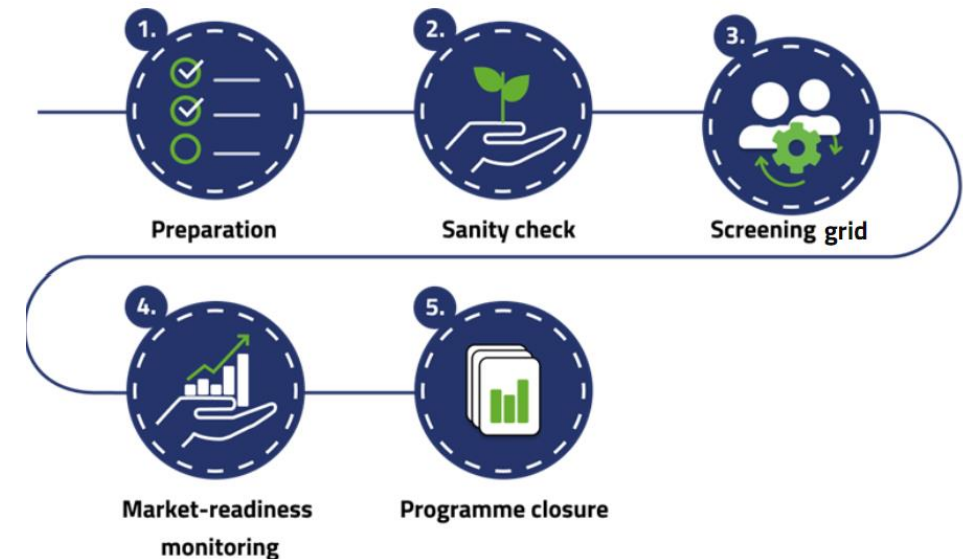 1.
Preparation
2.
Sanity check
3.
Screening grid
4.
Market-readiness
monitoring
5.
Programme closure